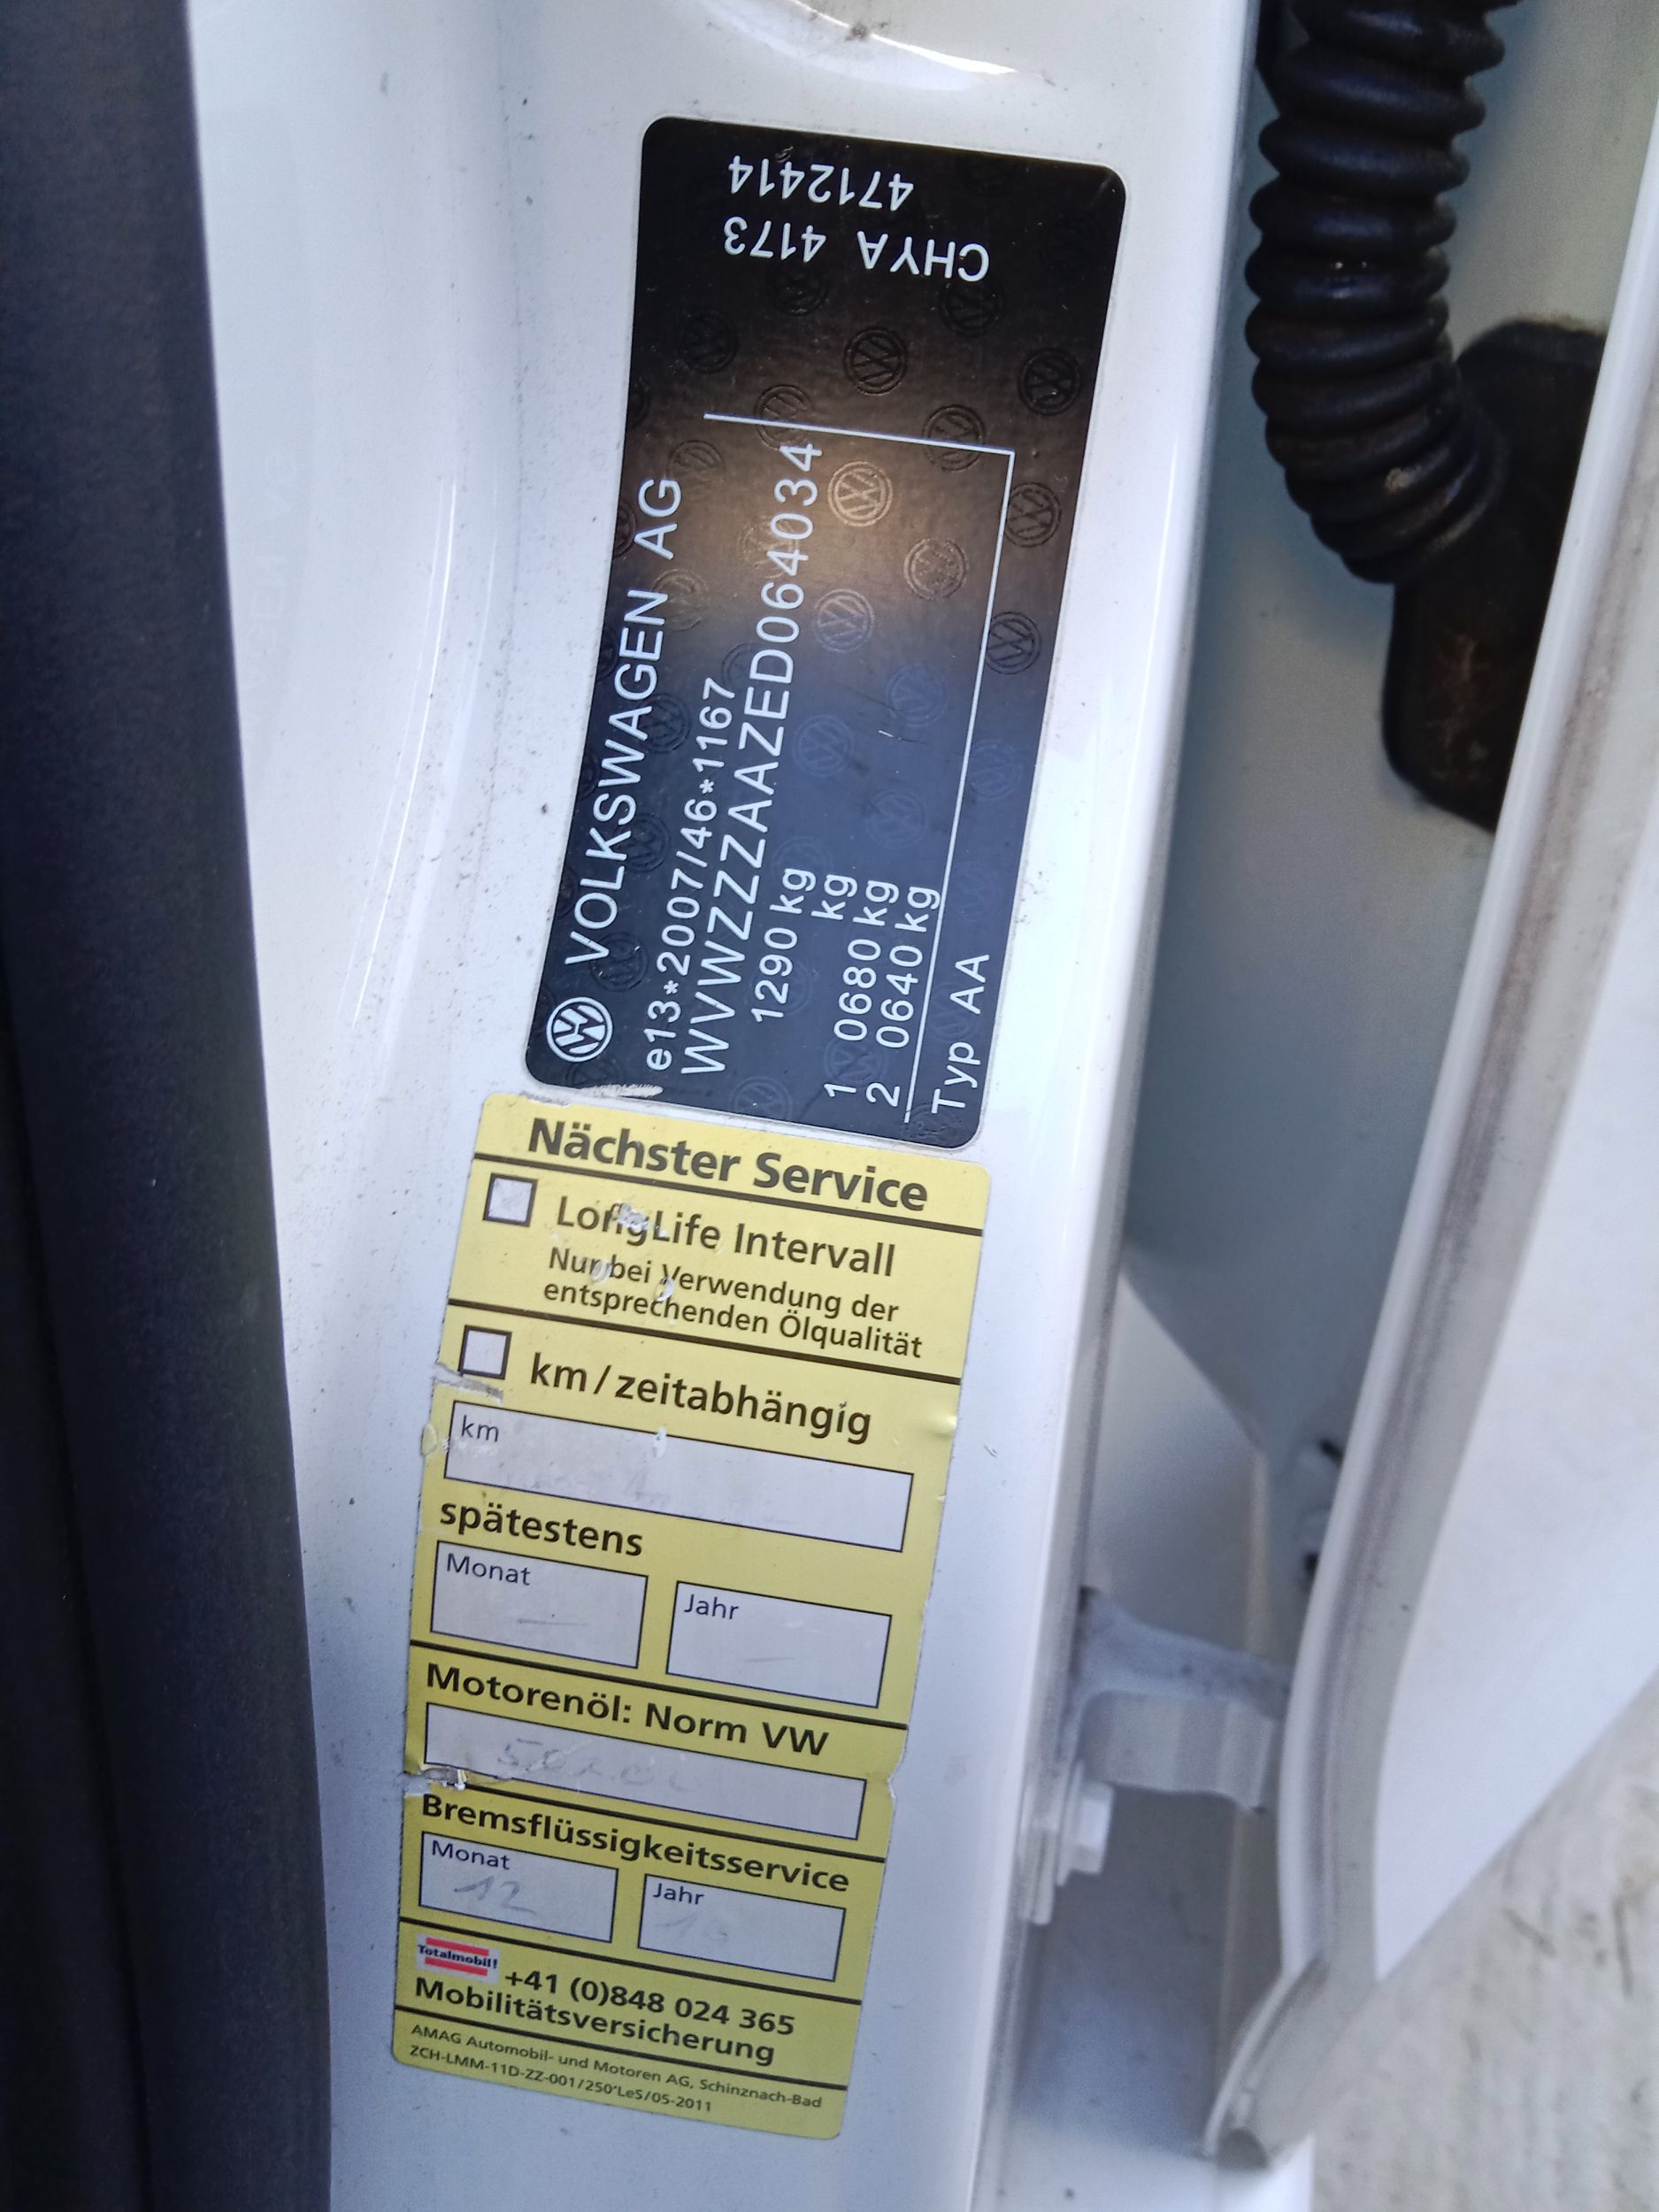 VOLKSWAGEN AG
e13*2007/46*1167
WVWZZZAAZED064034
1290 kg
kg
1 0680 kg
2 0640 kg
Typ AA
CHYA 4173
4712414
Nächster Service
LongLife Intervall
Nur bei Verwendung der
entsprechenden Ölqualität
km/zeitabhängig
km
spätestens
Monat
Jahr
Motorenöl: Norm VW
Bremsflüssigkeitsservice
Monat
Jahr
12
Totalmobil!
+41 (0)848 024 365
Mobilitätsversicherung
AMAG Automobil- und Motoren AG, Schinznach-Bad
ZCH-LMM-11D-ZZ-001/250'LeS/05-2011